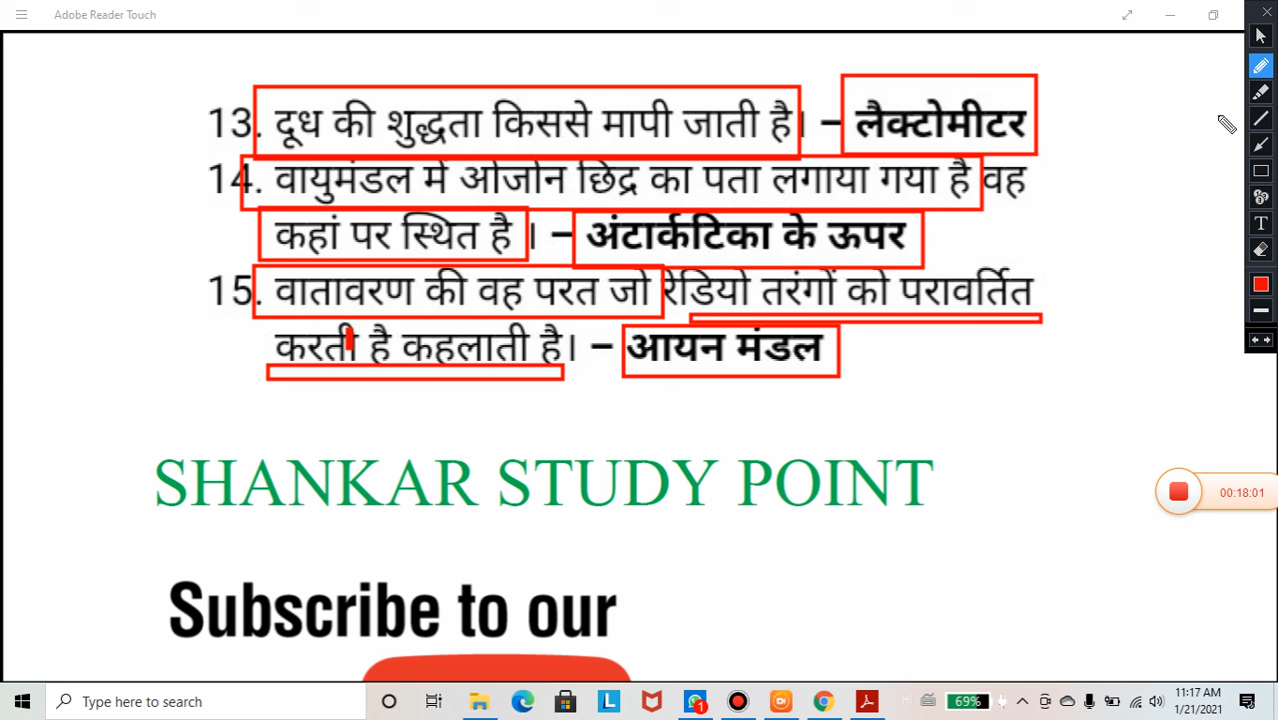 Adobe Reader Touch
13. दूध की शुद्धता किससे मापी जाती है। – लैक्टोमीटर
14. वायुमंडल में ओजोन छिद्र का पता लगाया गया है वह
कहां पर स्थित है। – अंटार्कटिका के ऊपर
15. वातावरण की वह परत जो रेडियो तरंगों को परावर्तित
करती है कहलाती है। – आयन मंडल
SHANKAR STUDY POINT
00:18:01
Subscribe to our
Type here to search
69%
11:17 AM
1/21/2021